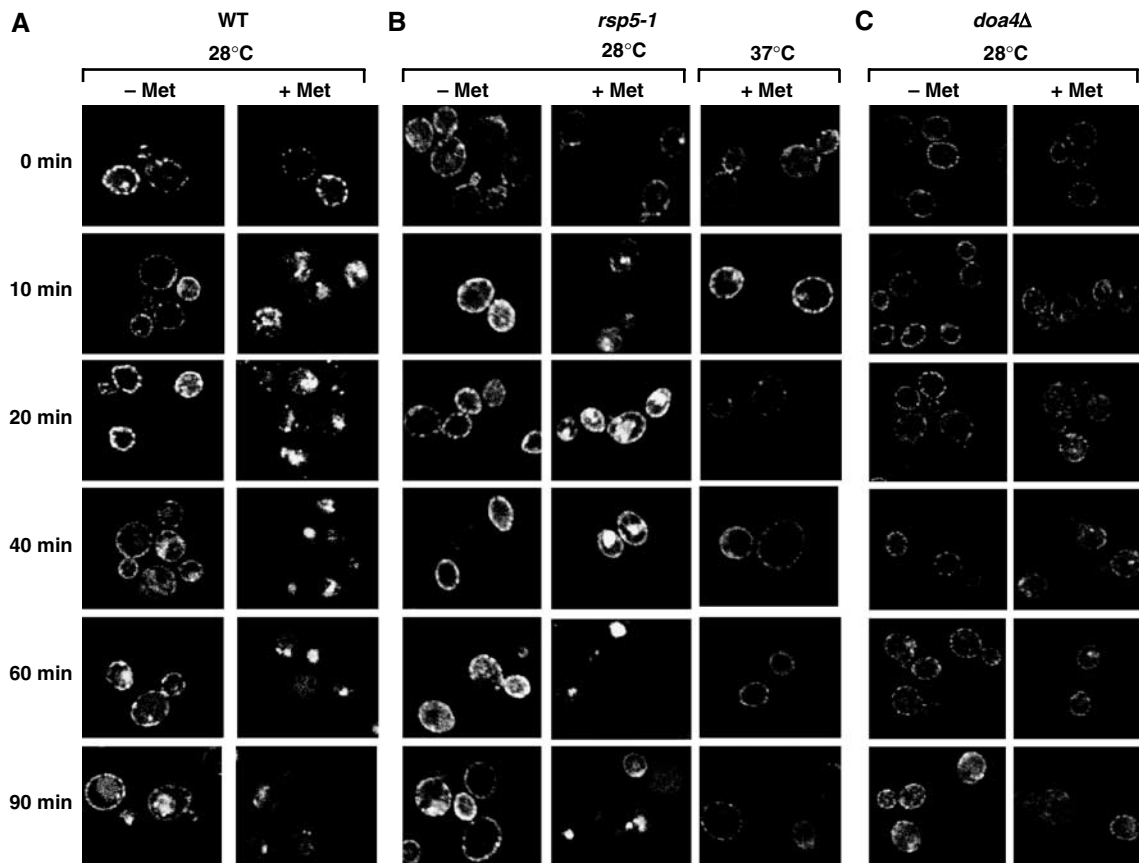 A WT B rsp5-1 C doa4Δ
28°C 28°C 37°C 28°C
– Met + Met – Met + Met + Met – Met + Met
0 min
10 min
20 min
40 min
60 min
90 min